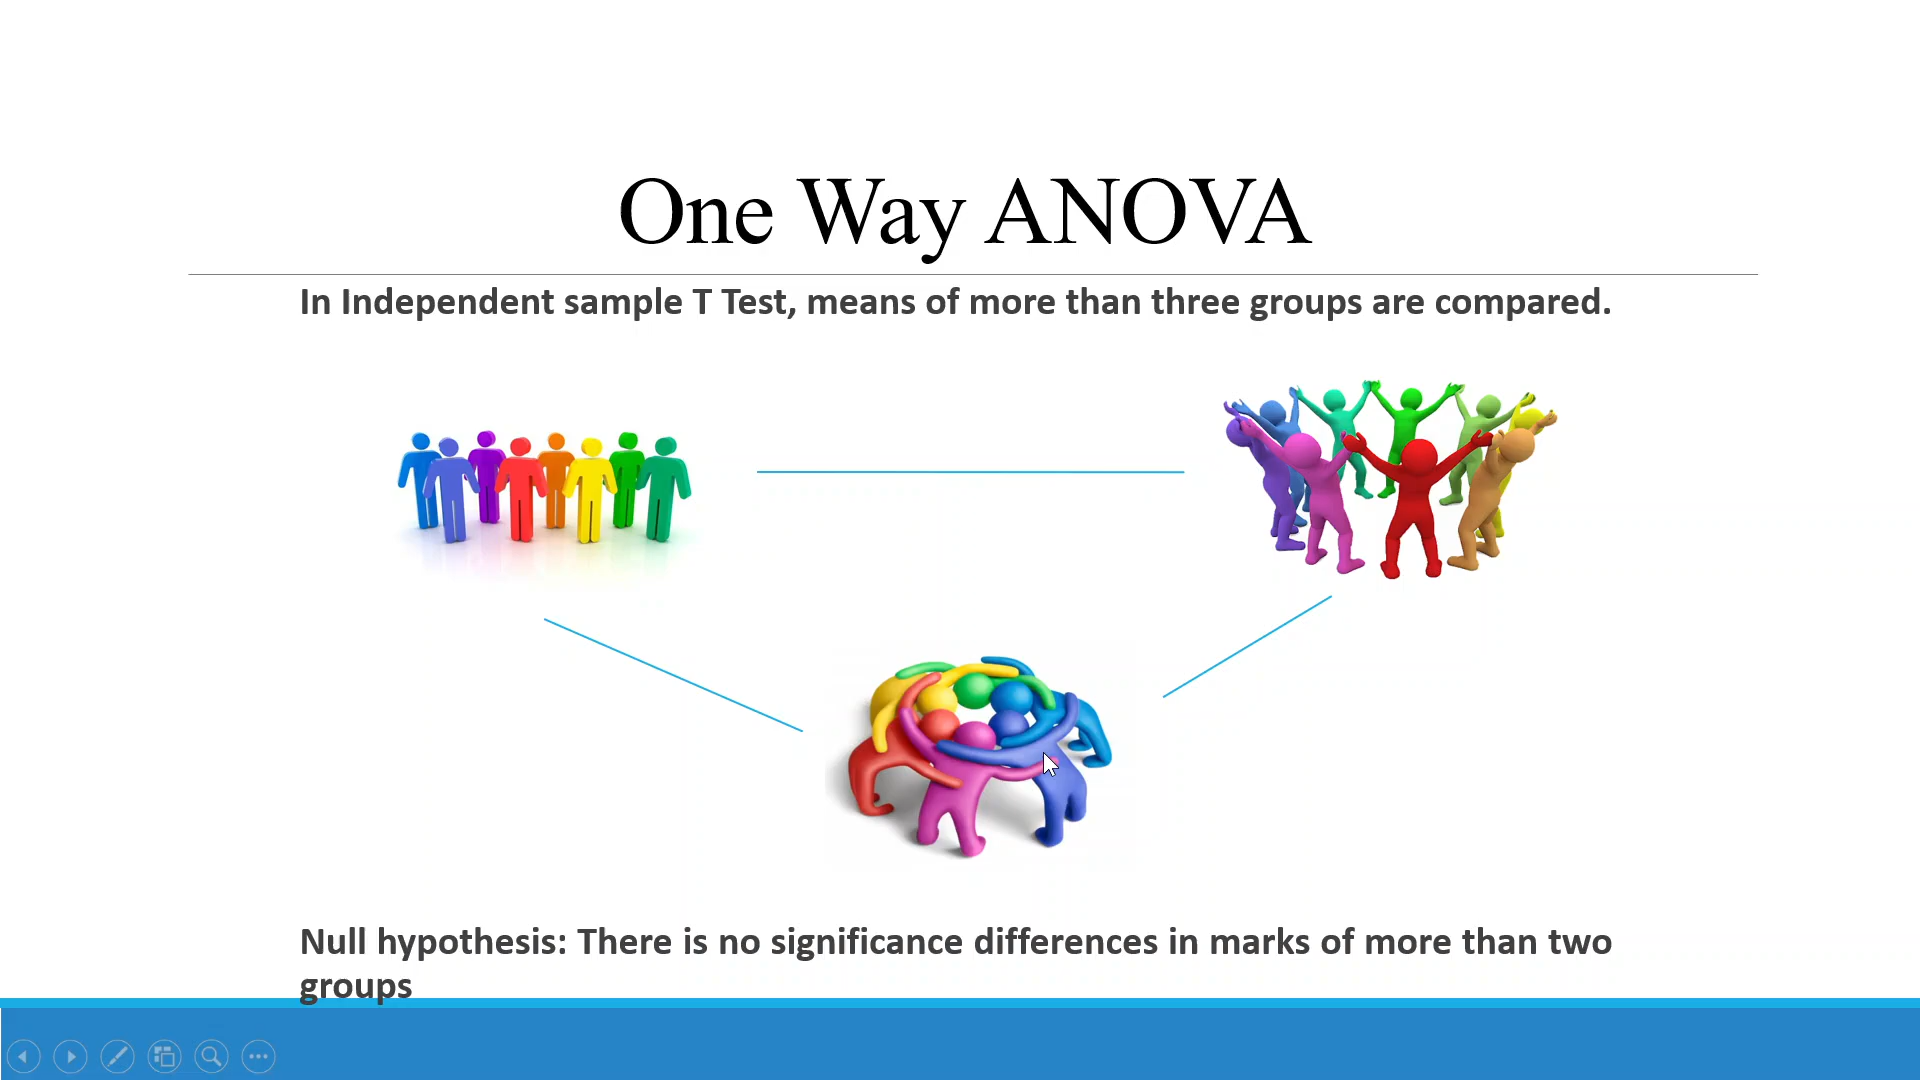 One Way ANOVA
In Independent sample T Test, means of more than three groups are compared.
Null hypothesis: There is no significance differences in marks of more than two
groups